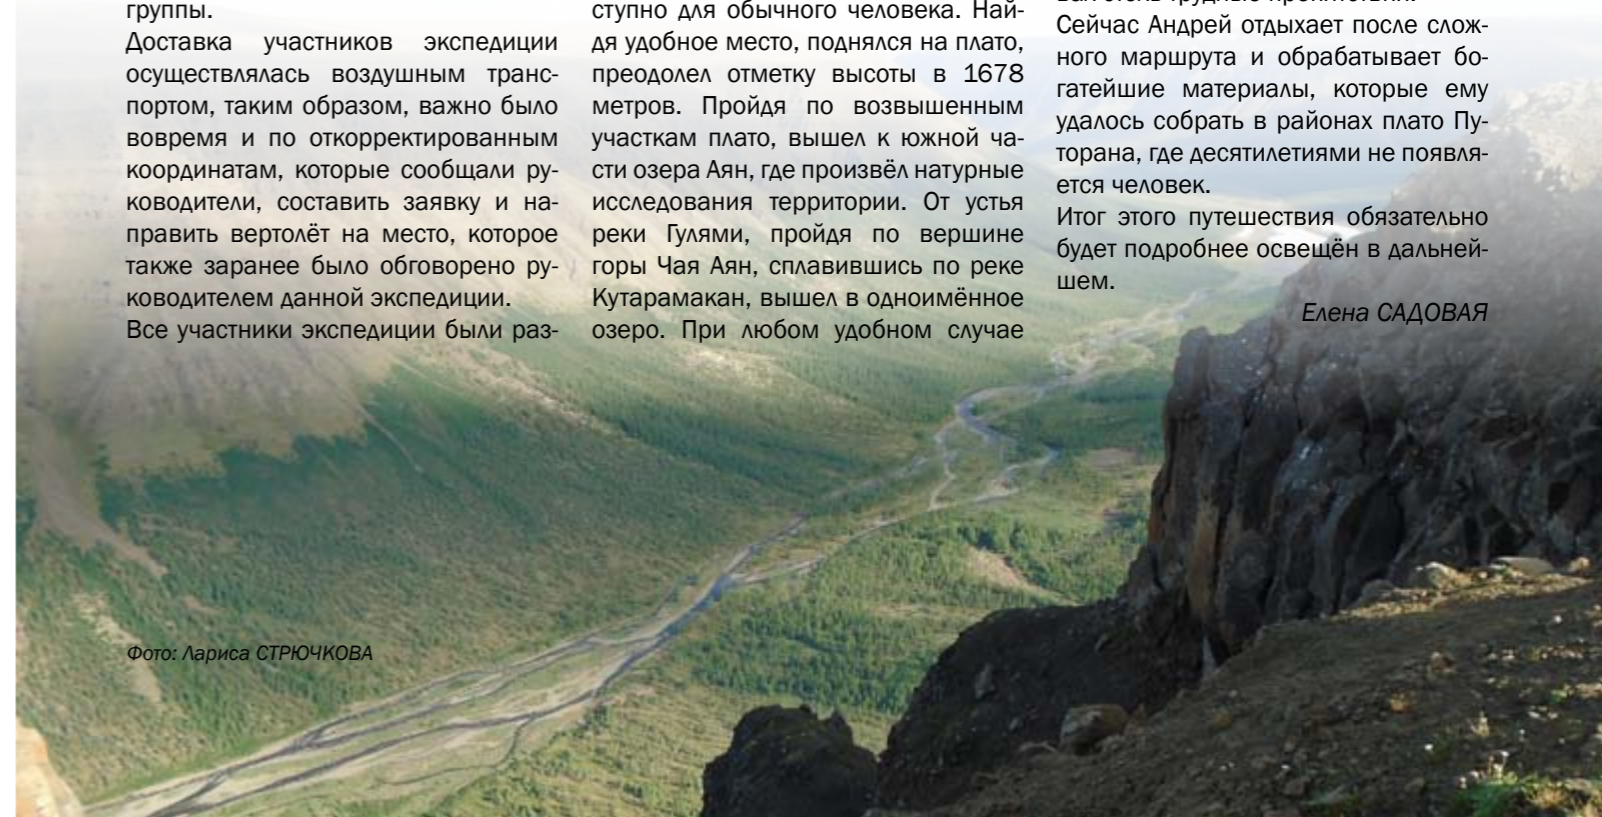 группы.
Доставка участников экспедиции
осуществлялась воздушным транс-
портом, таким образом, важно было
вовремя и по откорректированным
координатам, которые сообщали ру-
ководители, составить заявку и на-
править вертолёт на место, которое
также заранее было обговорено ру-
ководителем данной экспедиции.
Все участники экспедиции были раз-
ступно для обычного человека. Най-
дя удобное место, поднялся на плато,
преодолел отметку высоты в 1678
метров. Пройдя по возвышенным
участкам плато, вышел к южной ча-
сти озера Аян, где произвёл натурные
исследования территории. От устья
реки Гулями, пройдя по вершине
горы Чая Аян, сплавившись по реке
Кутарамакан, вышел в одноимённое
озеро. При любом удобном случае
Сейчас Андрей отдыхает после слож-
ного маршрута и обрабатывает бо-
гатейшие материалы, которые ему
удалось собрать в районах плато Пу-
торана, где десятилетиями не появля-
ется человек.
Итог этого путешествия обязательно
будет подробнее освещён в дальней-
шем.
Елена САДОВАЯ
Фото: Лариса СТРЮЧКОВА